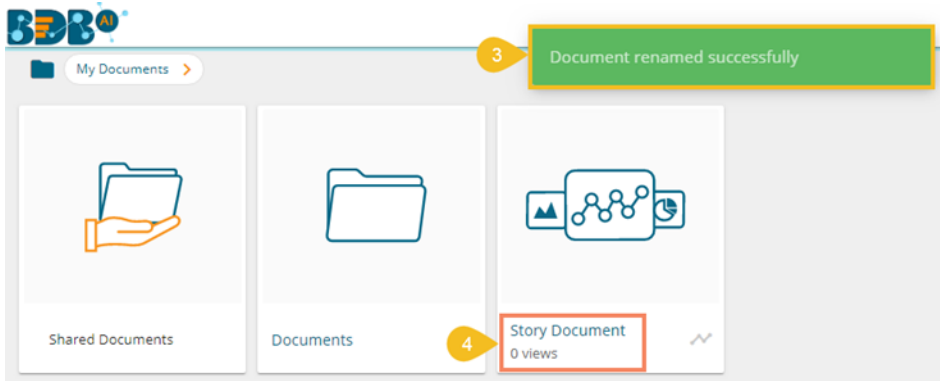 BDB AI
My Documents >
3 Document renamed successfully
Shared Documents
Documents
4 Story Document
0 views